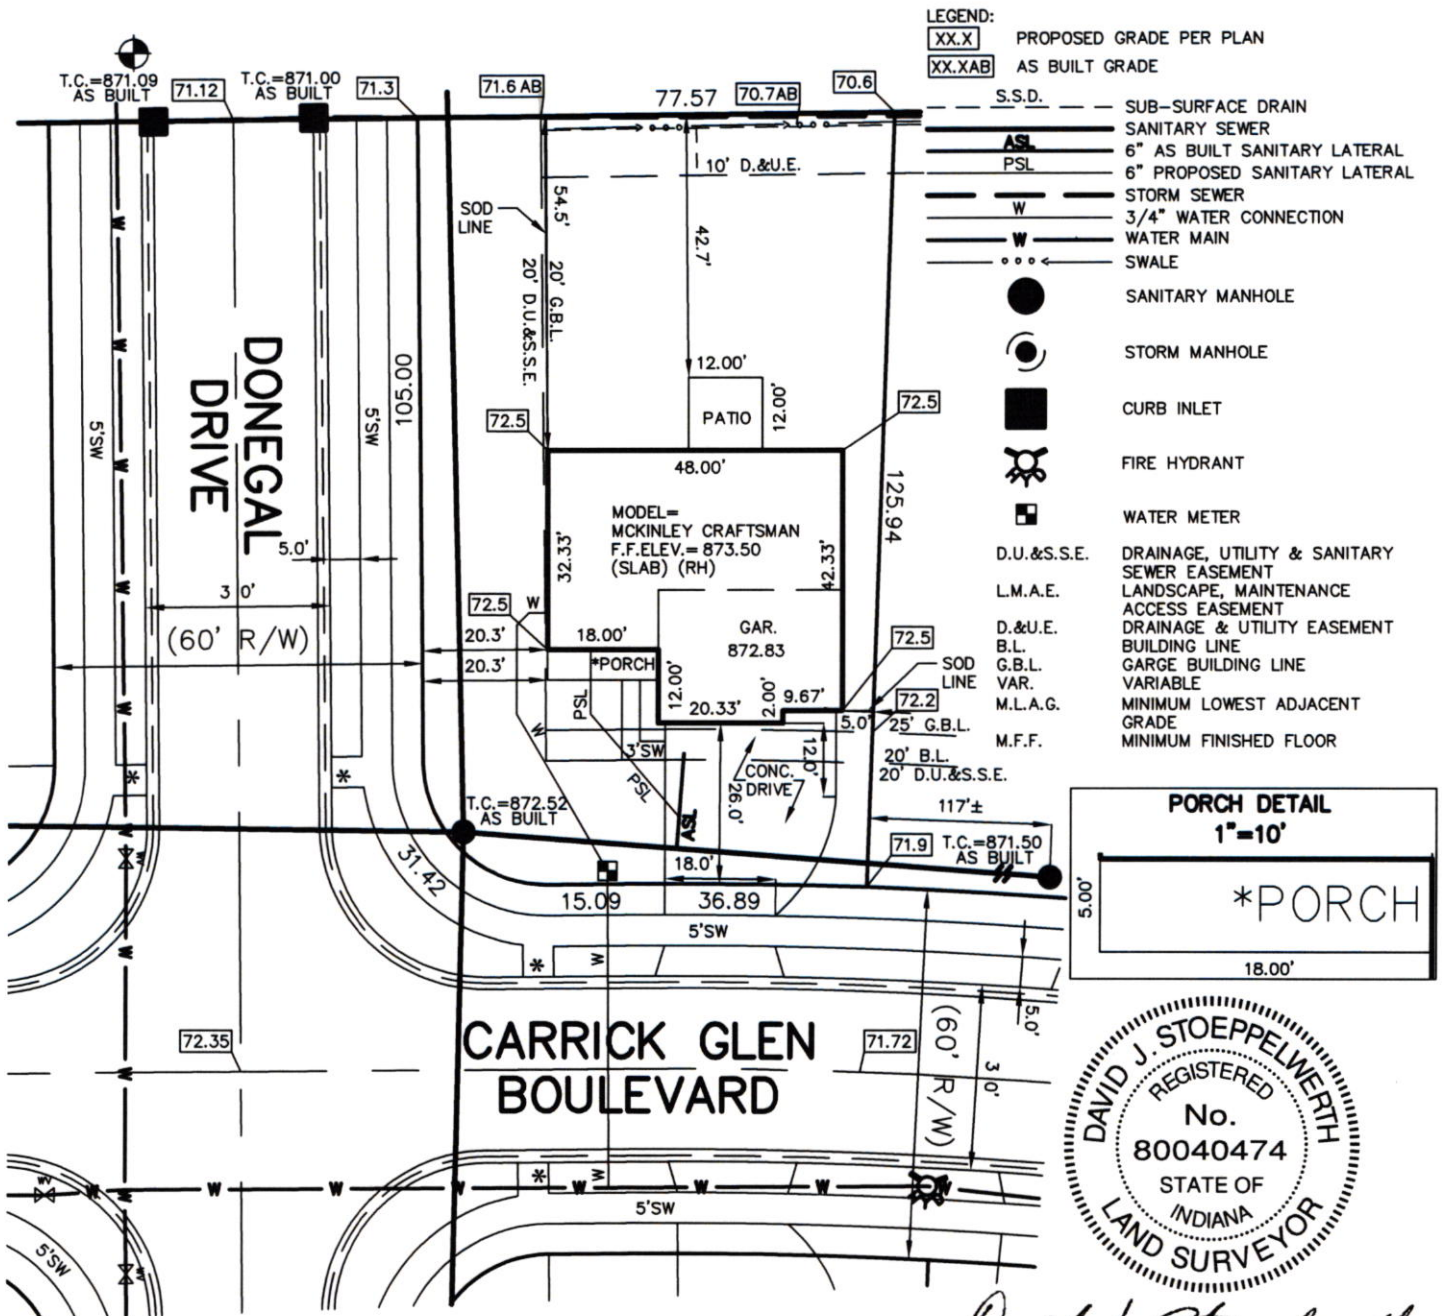 LEGEND:
XX.X PROPOSED GRADE PER PLAN
XX.XAB AS BUILT GRADE
S.S.D. SUB-SURFACE DRAIN
SANITARY SEWER
ASL 6" AS BUILT SANITARY LATERAL
PSL 6" PROPOSED SANITARY LATERAL
STORM SEWER
W 3/4" WATER CONNECTION
W WATER MAIN
SWALE
SANITARY MANHOLE
STORM MANHOLE
CURB INLET
FIRE HYDRANT
WATER METER
D.U.&S.S.E. DRAINAGE, UTILITY & SANITARY
SEWER EASEMENT
L.M.A.E. LANDSCAPE, MAINTENANCE
ACCESS EASEMENT
D.&U.E. DRAINAGE & UTILITY EASEMENT
B.L. BUILDING LINE
G.B.L. GARGE BUILDING LINE
VAR. VARIABLE
M.L.A.G. MINIMUM LOWEST ADJACENT
GRADE
M.F.F. MINIMUM FINISHED FLOOR
T.C.=871.09
AS BUILT
71.12
T.C.=871.00
AS BUILT
71.3
71.6 AB
77.57
70.7AB
70.6
10' D.&U.E.
SOD
LINE
54.5'
20' G.B.L.
20' D.U.&S.S.E.
42.7'
12.00'
12.00'
PATIO
72.5
72.5
48.00'
MODEL=
MCKINLEY CRAFTSMAN
F.F.ELEV.= 873.50
(SLAB) (RH)
32.33'
42.33'
125.94
105.00
DONEGAL
DRIVE
5'SW
5'SW
5.0'
30'
(60' R/W)
72.5
W
20.3'
20.3'
18.00'
*PORCH
GAR.
872.83
72.5
SOD
LINE
72.2
12.00'
20.33'
2.00'
9.67'
5.0'
25' G.B.L.
20' B.L.
20' D.U.&S.S.E.
PSL
W
3'SW
PSL
ASL
CONC.
DRIVE
12.0'
26.0'
117'±
T.C.=872.52
AS BUILT
71.9
T.C.=871.50
AS BUILT
18.0'
31.42
15.09
36.89
5'SW
W
*
*
*
WV
PORCH DETAIL
1"=10'
5.00'
*PORCH
18.00'
72.35
CARRICK GLEN
BOULEVARD
71.72
(60' R/W)
30'
5.0'
*
W
W
W
W
W
W
W
W
W
5'SW
5'SW
WV
WV
DAVID J. STOEPPELWERTH
REGISTERED
No.
80040474
STATE OF
INDIANA
LAND SURVEYOR